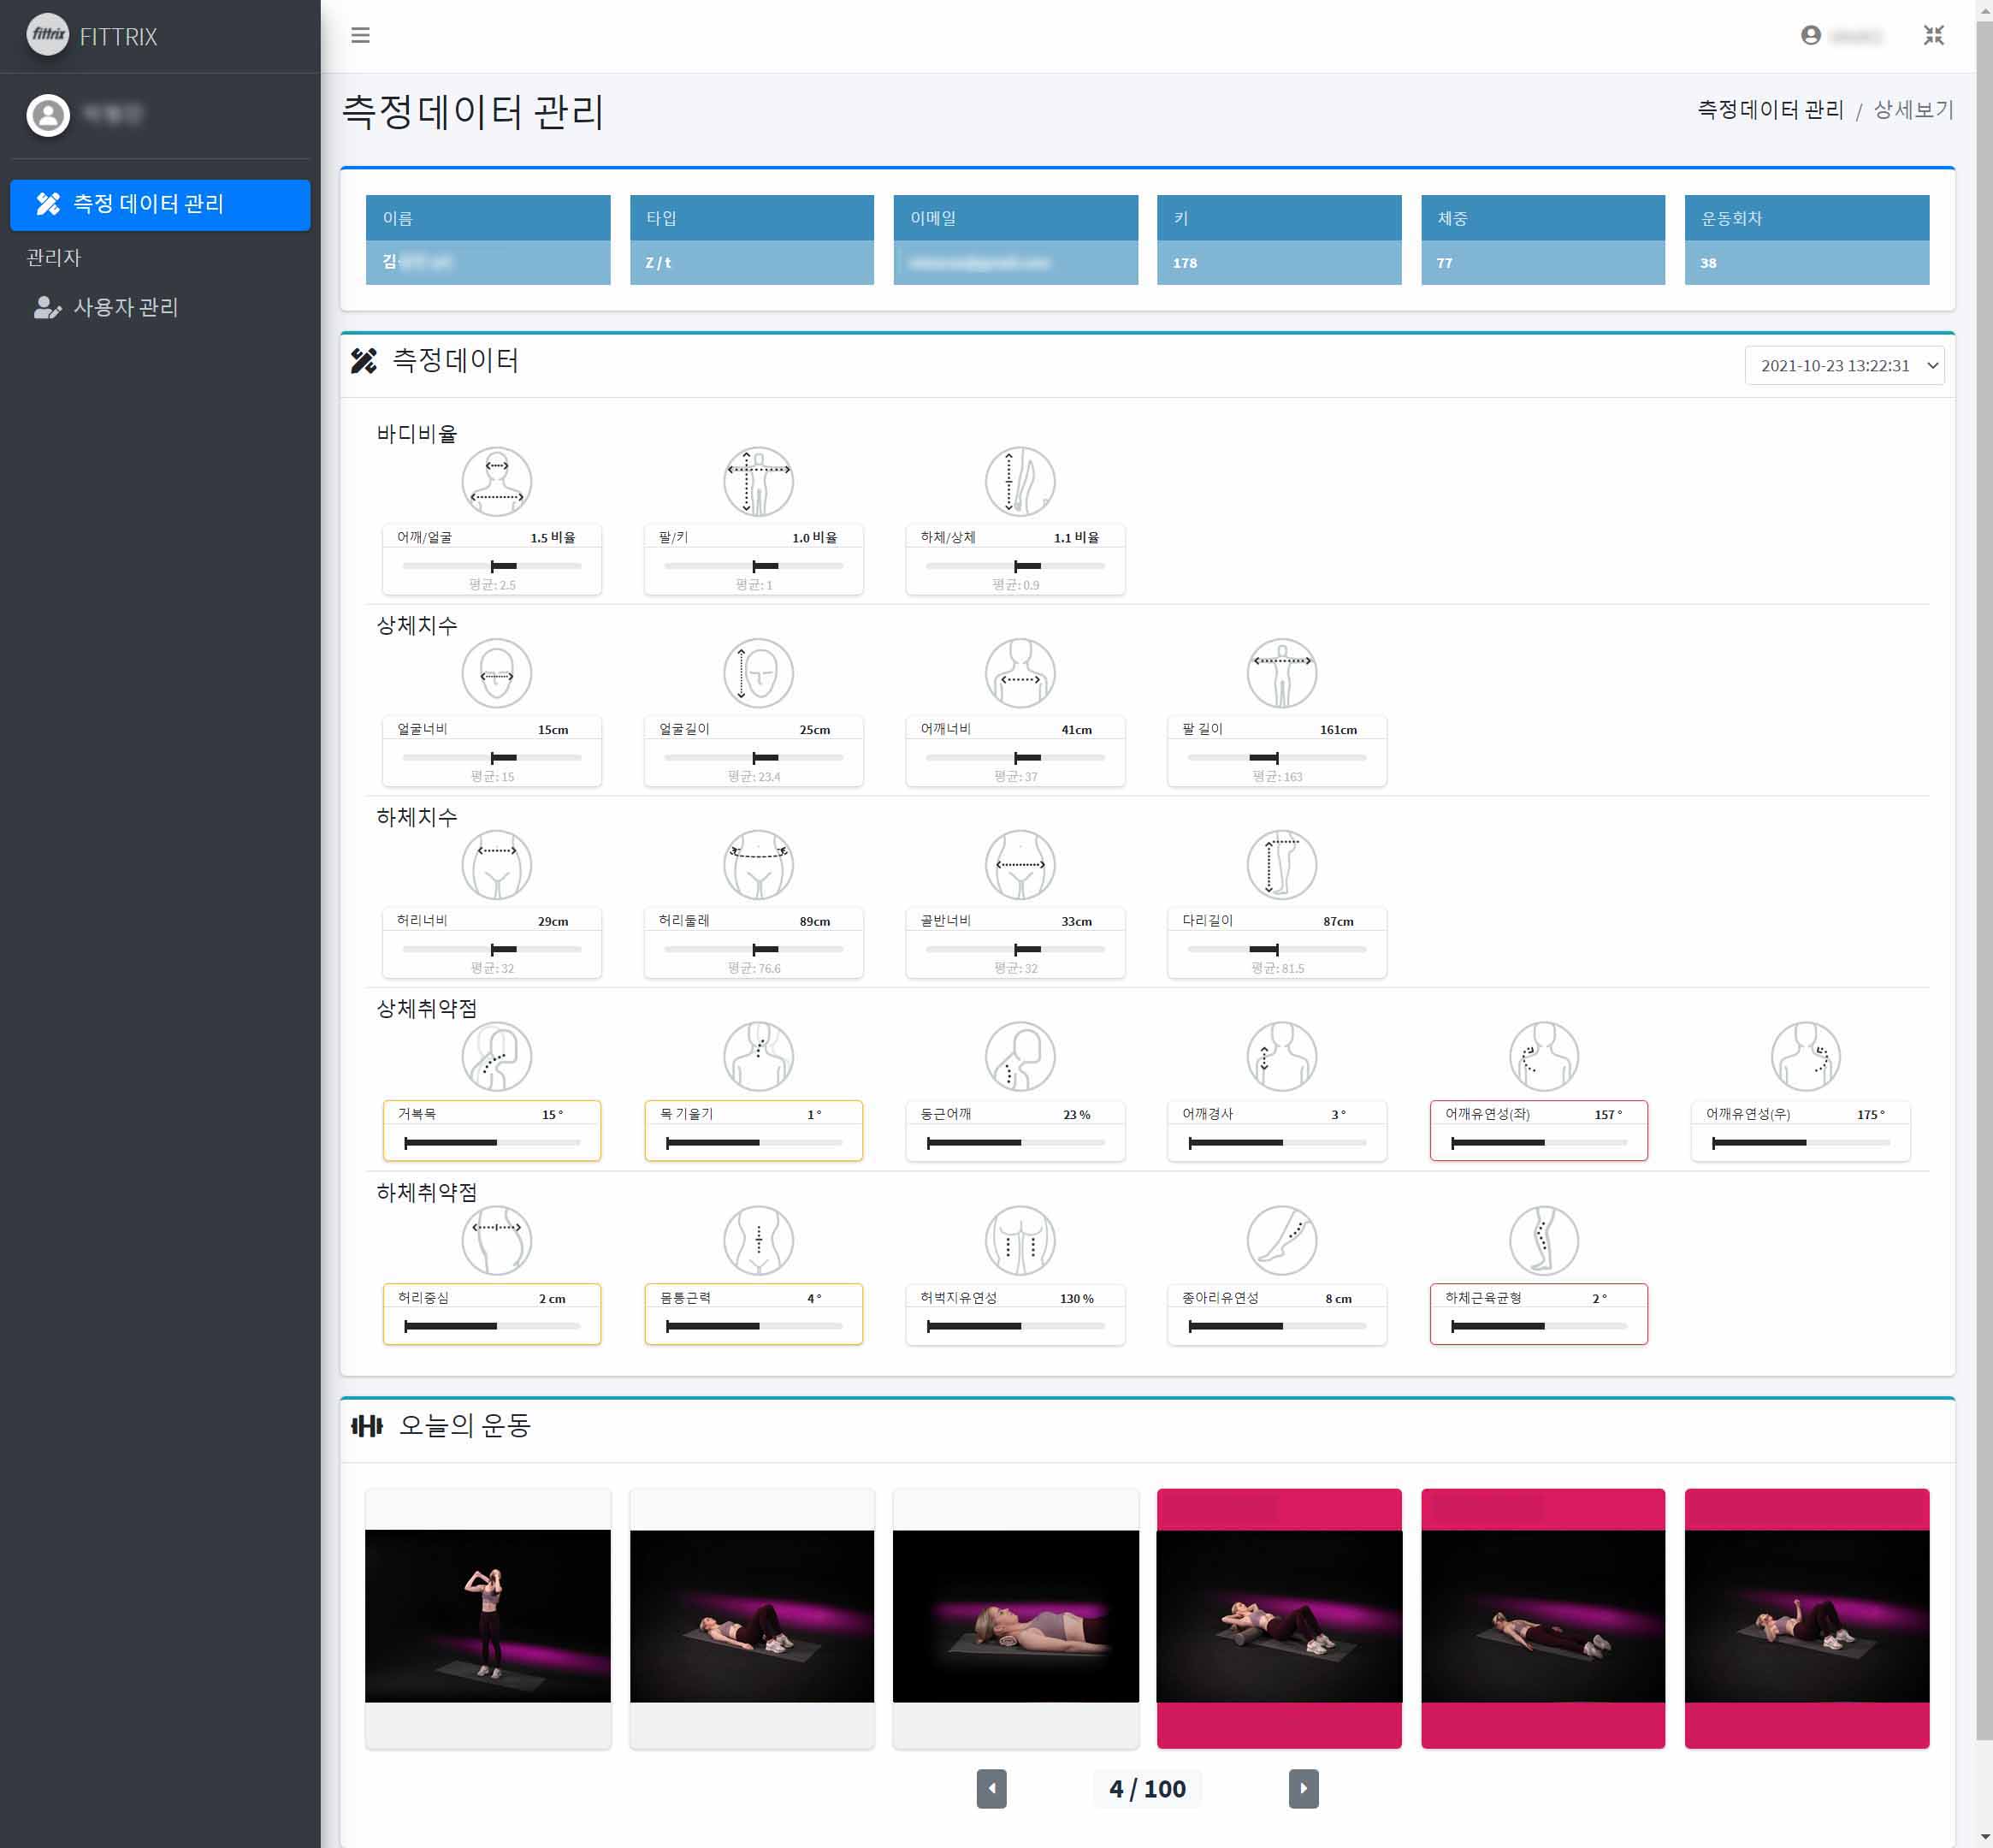 fittrix FITTRIX
측정데이터 관리
측정데이터 관리 / 상세보기
측정 데이터 관리
관리자
사용자 관리
이름 타입 이메일 키 체중 운동회차
김 Z / t 178 77 38
측정데이터
2021-10-23 13:22:31
바디비율
어깨/얼굴 1.5 비율 팔/키 1.0 비율 하체/상체 1.1 비율
평균: 2.5 평균: 1 평균: 0.9
상체치수
얼굴너비 15cm 얼굴길이 25cm 어깨너비 41cm 팔 길이 161cm
평균: 15 평균: 23.4 평균: 37 평균: 163
하체치수
허리너비 29cm 허리둘레 89cm 골반너비 33cm 다리길이 87cm
평균: 32 평균: 76.6 평균: 32 평균: 81.5
상체취약점
거북목 15 ° 목 기울기 1 ° 둥근어깨 23 % 어깨경사 3 ° 어깨유연성(좌) 157 ° 어깨유연성(우) 175 °
하체취약점
허리중심 2 cm 몸통근력 4 ° 허벅지유연성 130 % 종아리유연성 8 cm 하체근육균형 2 °
오늘의 운동
4 / 100